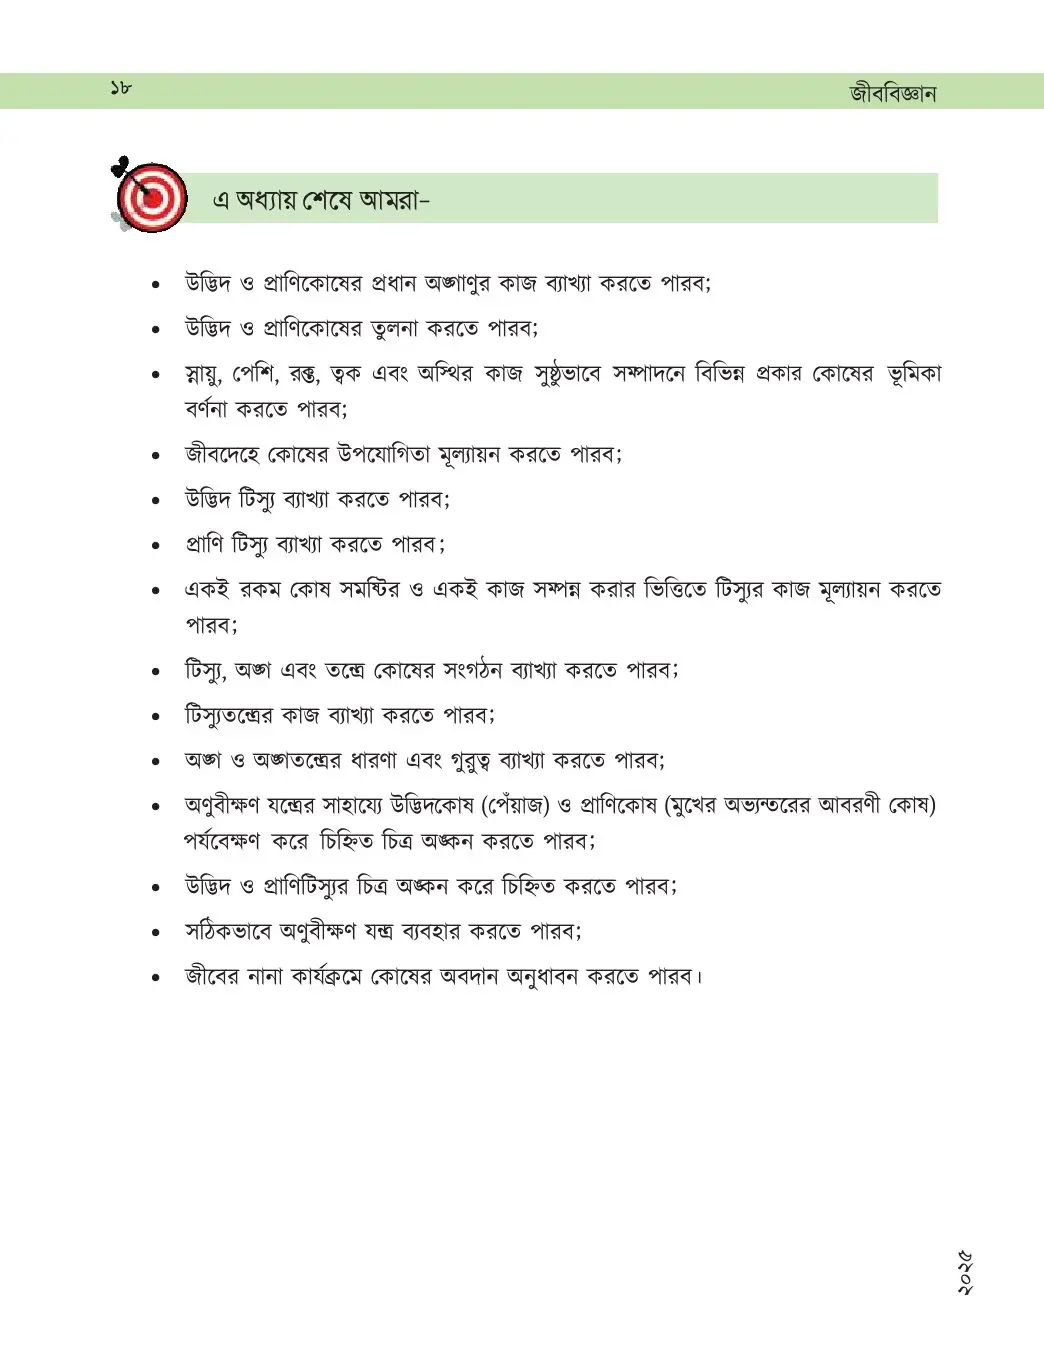 ১৮
জীববিজ্ঞান
এ অধ্যায় শেষে আমরা-
• উদ্ভিদ ও প্রাণিকোষের প্রধান অঙ্গাণুর কাজ ব্যাখ্যা করতে পারব;
• উদ্ভিদ ও প্রাণিকোষের তুলনা করতে পারব;
• স্নায়ু, পেশি, রক্ত, ত্বক এবং অস্থির কাজ সুষ্ঠুভাবে সম্পাদনে বিভিন্ন প্রকার কোষের ভূমিকা
বর্ণনা করতে পারব;
• জীবদেহে কোষের উপযোগিতা মূল্যায়ন করতে পারব;
• উদ্ভিদ টিস্যু ব্যাখ্যা করতে পারব;
• প্রাণি টিস্যু ব্যাখ্যা করতে পারব;
• একই রকম কোষ সমষ্টির ও একই কাজ সম্পন্ন করার ভিত্তিতে টিস্যুর কাজ মূল্যায়ন করতে
পারব;
• টিস্যু, অঙ্গ এবং তন্ত্রে কোষের সংগঠন ব্যাখ্যা করতে পারব;
• টিস্যুতন্ত্রের কাজ ব্যাখ্যা করতে পারব;
• অঙ্গ ও অঙ্গতন্ত্রের ধারণা এবং গুরুত্ব ব্যাখ্যা করতে পারব;
• অণুবীক্ষণ যন্ত্রের সাহায্যে উদ্ভিদকোষ (পেঁয়াজ) ও প্রাণিকোষ (মুখের অভ্যন্তরের আবরণী কোষ)
পর্যবেক্ষণ করে চিহ্নিত চিত্র অঙ্কন করতে পারব;
• উদ্ভিদ ও প্রাণিটিস্যুর চিত্র অঙ্কন করে চিহ্নিত করতে পারব;
• সঠিকভাবে অণুবীক্ষণ যন্ত্র ব্যবহার করতে পারব;
• জীবের নানা কার্যক্রমে কোষের অবদান অনুধাবন করতে পারব।
২০২৫